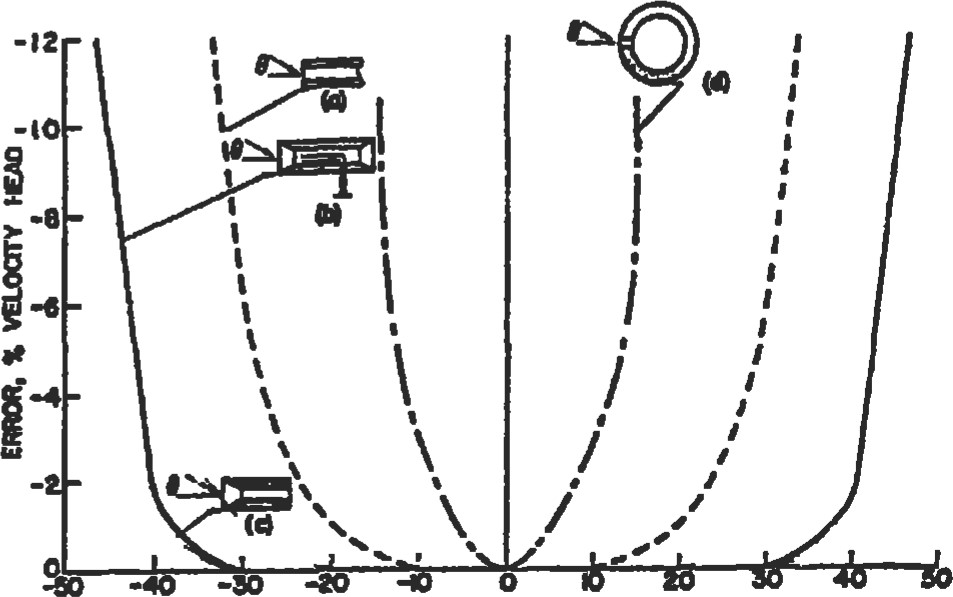 ERROR, % VELOCITY HEAD
-12
-10
-8
-6
-4
-2
0
-50 -40 -30 -20 -10 0 10 20 30 40 50
θ
(a)
θ
(b)
θ
(c)
θ
(d)